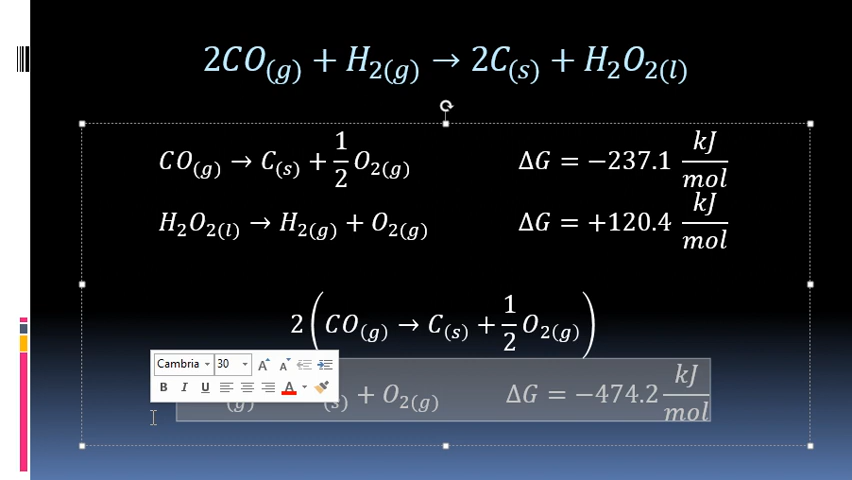 2CO(g) + H2(g) → 2C(s) + H2O2(l)
CO(g) → C(s) + 1/2 O2(g) ΔG = −237.1 kJ/mol
H2O2(l) → H2(g) + O2(g) ΔG = +120.4 kJ/mol
2(CO(g) → C(s) + 1/2 O2(g))
Cambria 30 A A
B I U A
(g) (s) + O2(g) ΔG = −474.2 kJ/mol